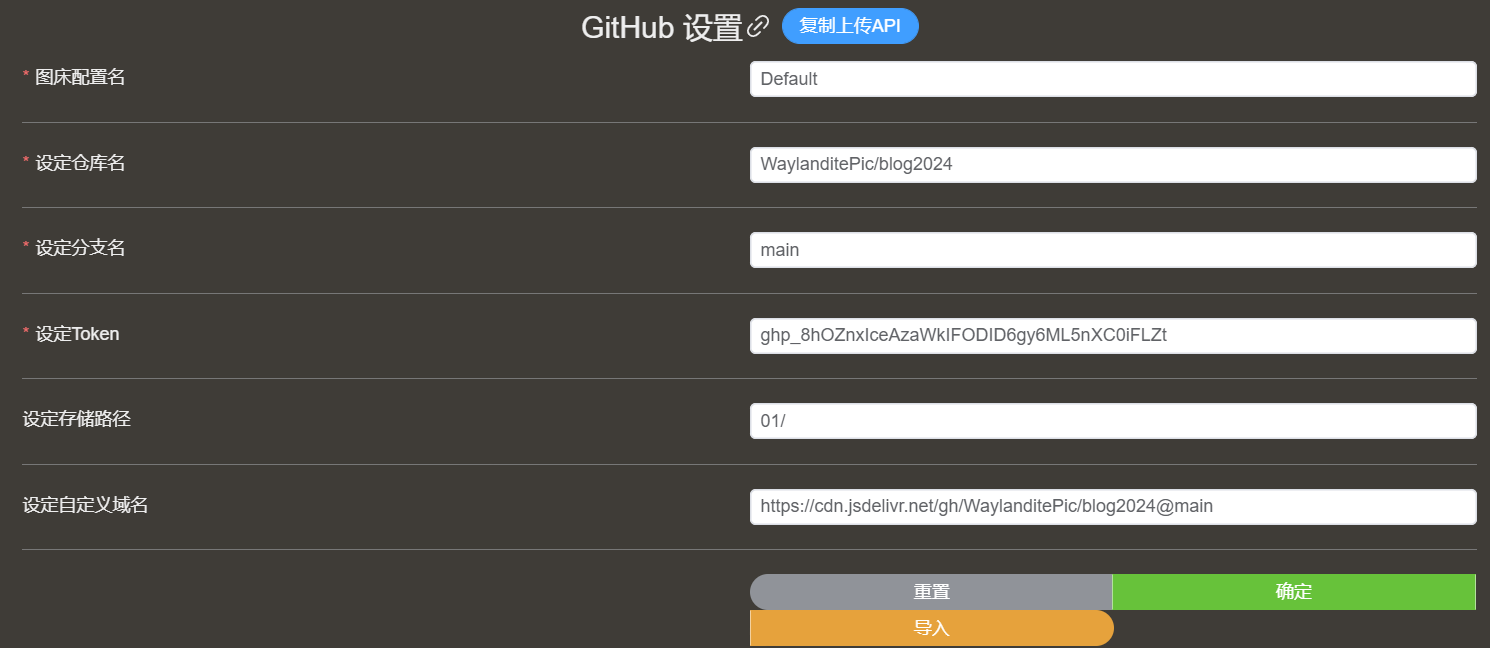 GitHub 设置 复制上传API
* 图床配置名 Default
* 设定仓库名 WaylanditePic/blog2024
* 设定分支名 main
* 设定Token
设定存储路径 01/
设定自定义域名 https://cdn.jsdelivr.net/gh/WaylanditePic/blog2024@main
重置 确定
导入